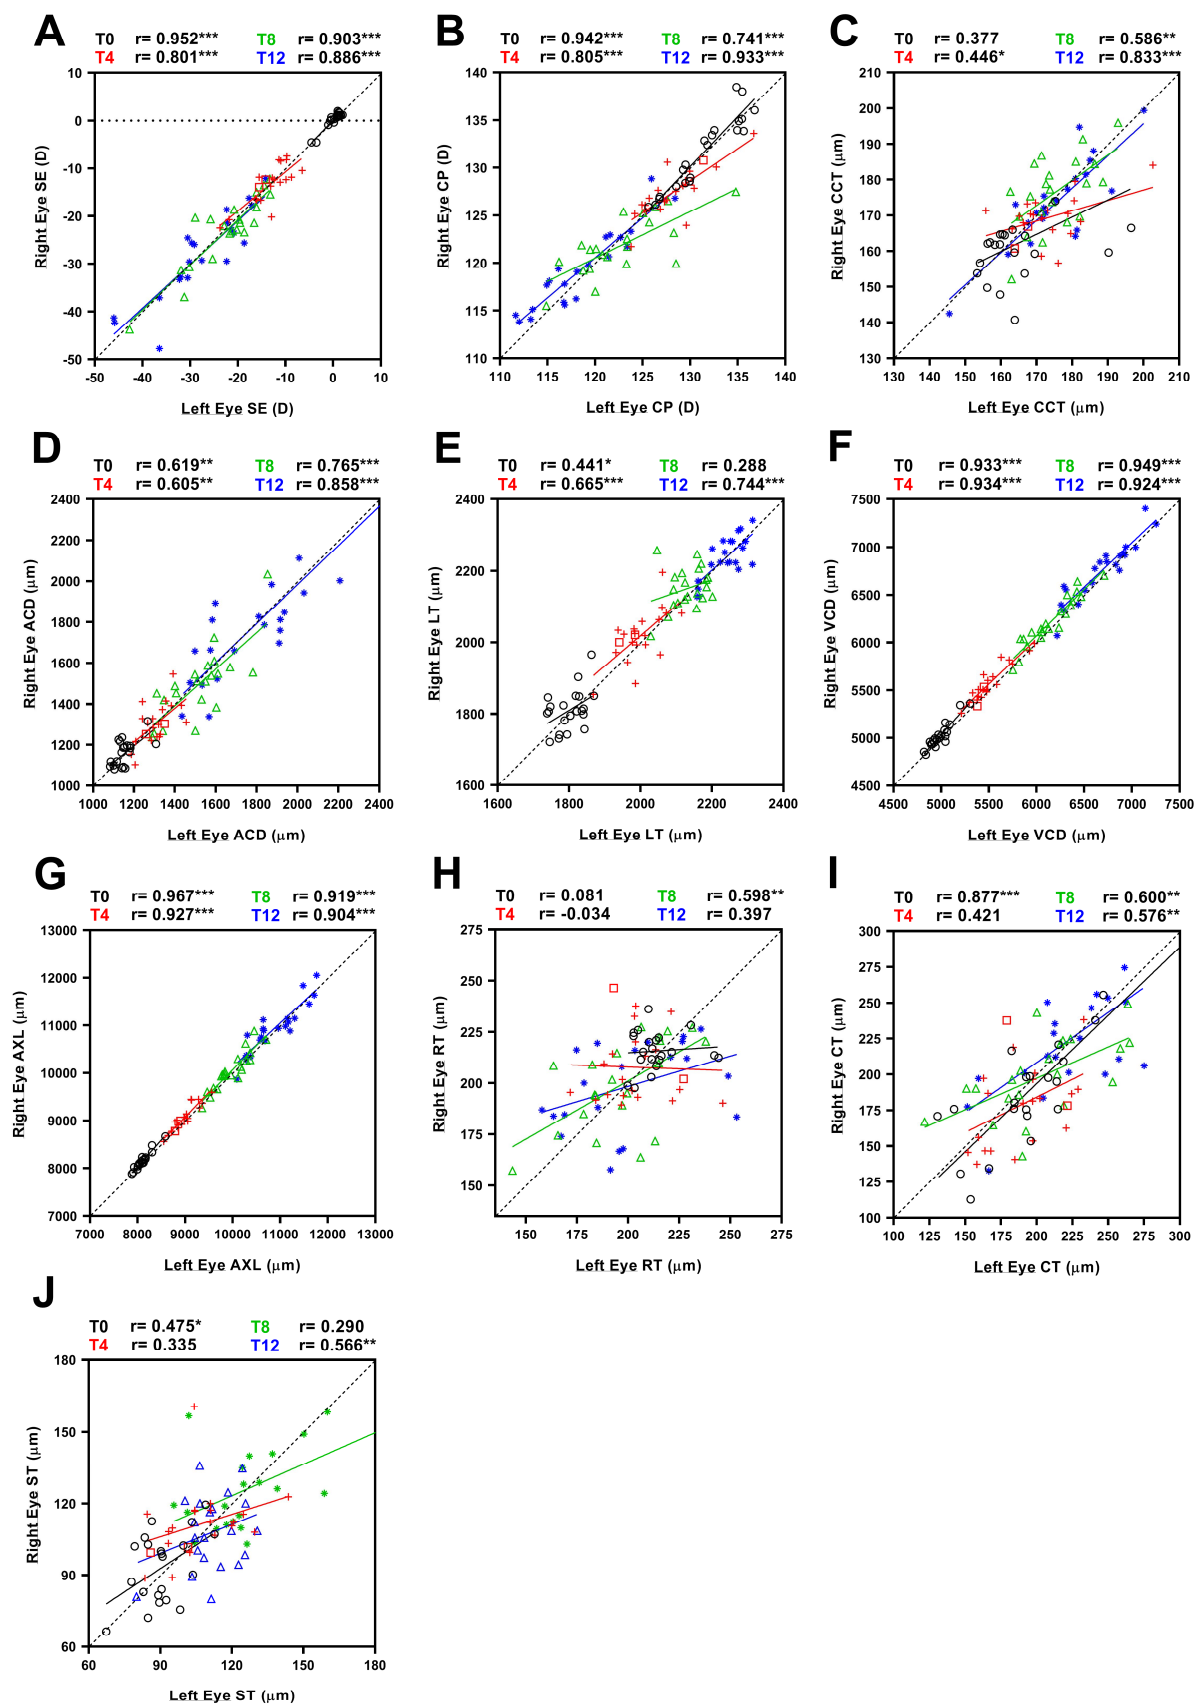 A
T0 r= 0.952*** T8 r= 0.903***
T4 r= 0.801*** T12 r= 0.886***
10
0
-10
-20
-30
-40
-50
Right Eye SE (D)
-50 -40 -30 -20 -10 0 10
Left Eye SE (D)
B
T0 r= 0.942*** T8 r= 0.741***
T4 r= 0.805*** T12 r= 0.933***
140
135
130
125
120
115
110
Right Eye CP (D)
110 115 120 125 130 135 140
Left Eye CP (D)
C
T0 r= 0.377 T8 r= 0.586**
T4 r= 0.446* T12 r= 0.833***
210
200
190
180
170
160
150
140
130
Right Eye CCT (μm)
130 140 150 160 170 180 190 200 210
Left Eye CCT (μm)
D
T0 r= 0.619** T8 r= 0.765***
T4 r= 0.605** T12 r= 0.858***
2400
2200
2000
1800
1600
1400
1200
1000
Right Eye ACD (μm)
1000 1200 1400 1600 1800 2000 2200 2400
Left Eye ACD (μm)
E
T0 r= 0.441* T8 r= 0.288
T4 r= 0.665*** T12 r= 0.744***
2400
2200
2000
1800
1600
Right Eye LT (μm)
1600 1800 2000 2200 2400
Left Eye LT (μm)
F
T0 r= 0.933*** T8 r= 0.949***
T4 r= 0.934*** T12 r= 0.924***
7500
7000
6500
6000
5500
5000
4500
Right Eye VCD (μm)
4500 5000 5500 6000 6500 7000 7500
Left Eye VCD (μm)
G
T0 r= 0.967*** T8 r= 0.919***
T4 r= 0.927*** T12 r= 0.904***
13000
12000
11000
10000
9000
8000
7000
Right Eye AXL (μm)
7000 8000 9000 10000 11000 12000 13000
Left Eye AXL (μm)
H
T0 r= 0.081 T8 r= 0.598**
T4 r= -0.034 T12 r= 0.397
275
250
225
200
175
150
Right Eye RT (μm)
150 175 200 225 250 275
Left Eye RT (μm)
I
T0 r= 0.877*** T8 r= 0.600**
T4 r= 0.421 T12 r= 0.576**
300
275
250
225
200
175
150
125
100
Right Eye CT (μm)
100 125 150 175 200 225 250 275 300
Left Eye CT (μm)
J
T0 r= 0.475* T8 r= 0.290
T4 r= 0.335 T12 r= 0.566**
180
150
120
90
60
Right Eye ST (μm)
60 90 120 150 180
Left Eye ST (μm)